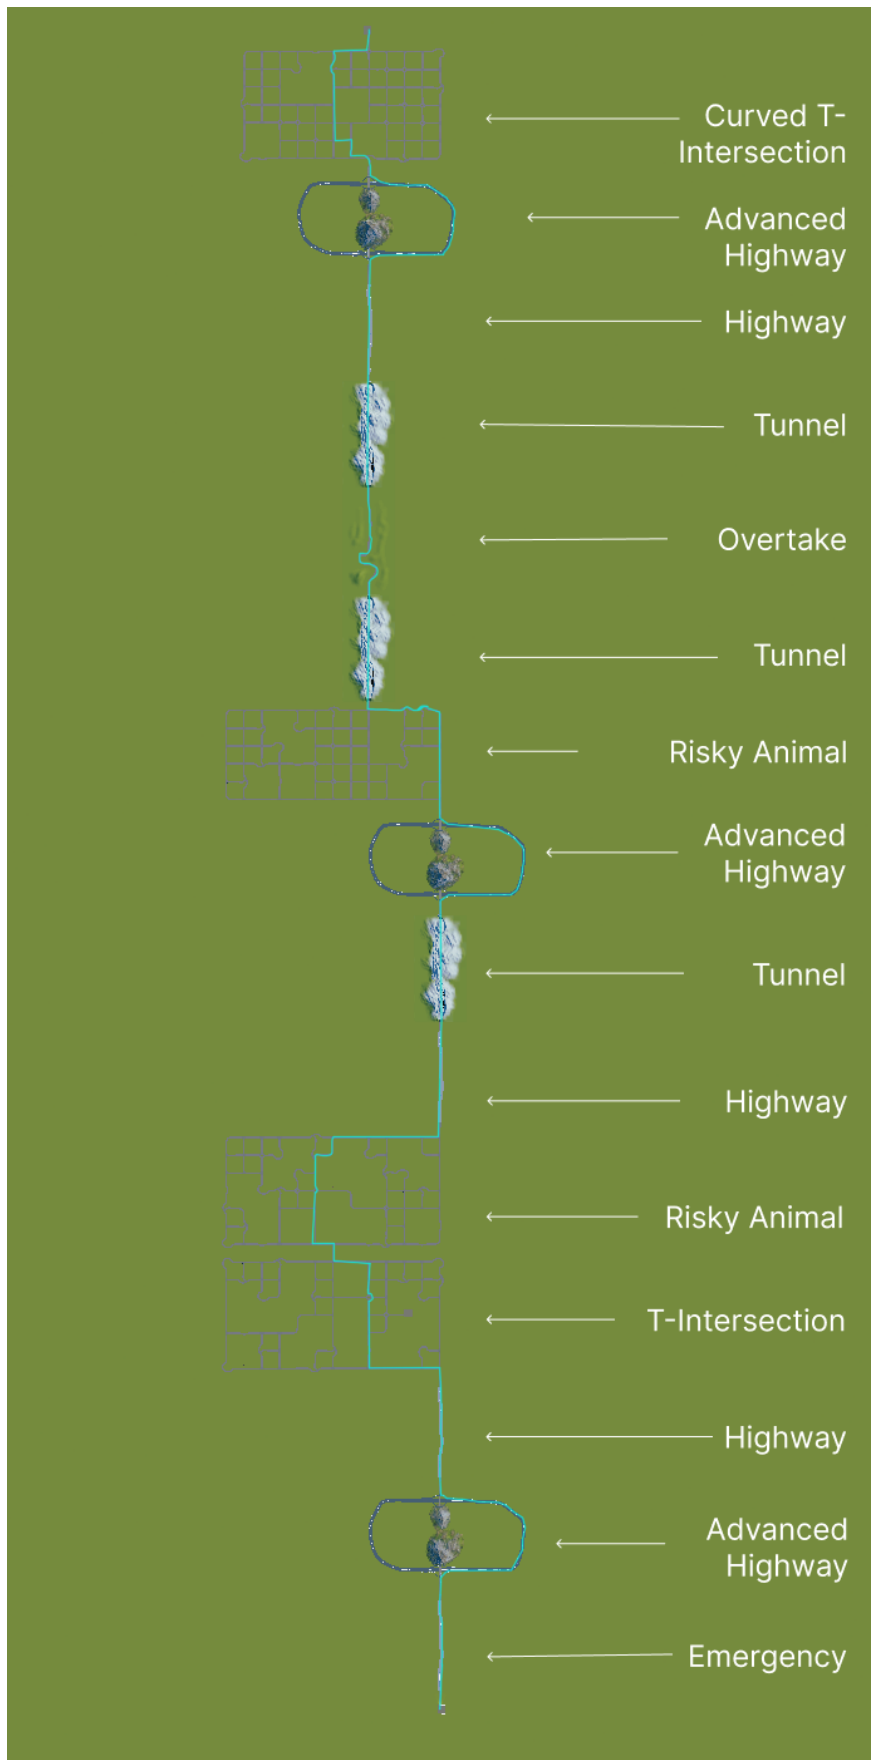 Curved T-
Intersection
Advanced
Highway
Highway
Tunnel
Overtake
Tunnel
Risky Animal
Advanced
Highway
Tunnel
Highway
Risky Animal
T-Intersection
Highway
Advanced
Highway
Emergency